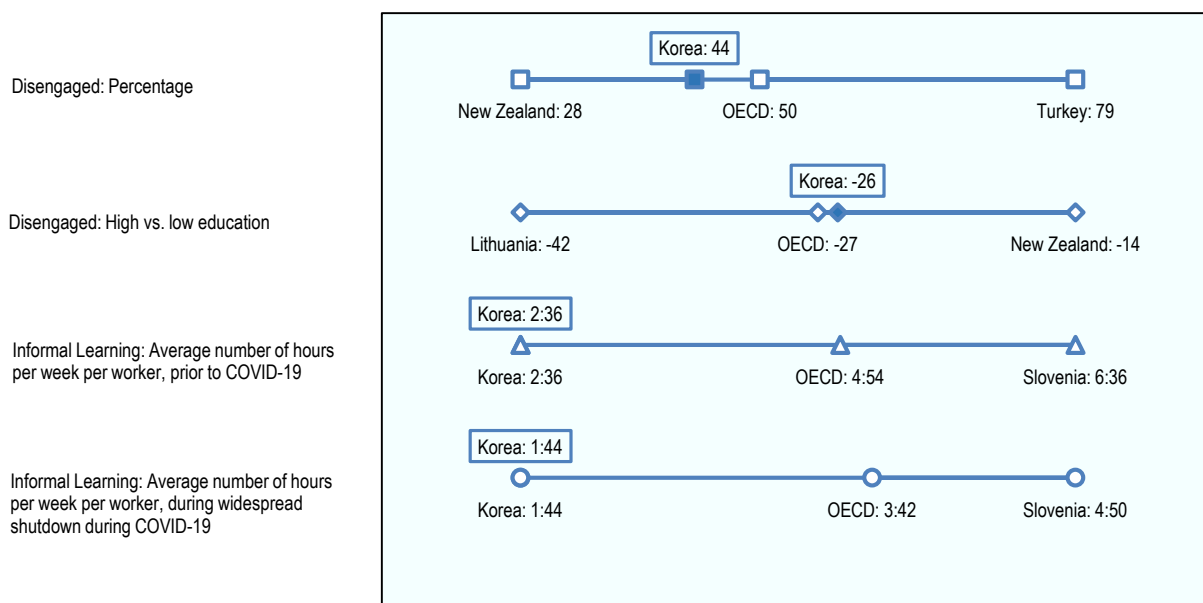 Korea: 44
Disengaged: Percentage
New Zealand: 28
OECD: 50
Turkey: 79
Korea: -26
Disengaged: High vs. low education
Lithuania: -42
OECD: -27
New Zealand: -14
Korea: 2:36
Informal Learning: Average number of hours
per week per worker, prior to COVID-19
Korea: 2:36
OECD: 4:54
Slovenia: 6:36
Korea: 1:44
Informal Learning: Average number of hours
per week per worker, during widespread
shutdown during COVID-19
Korea: 1:44
OECD: 3:42
Slovenia: 4:50